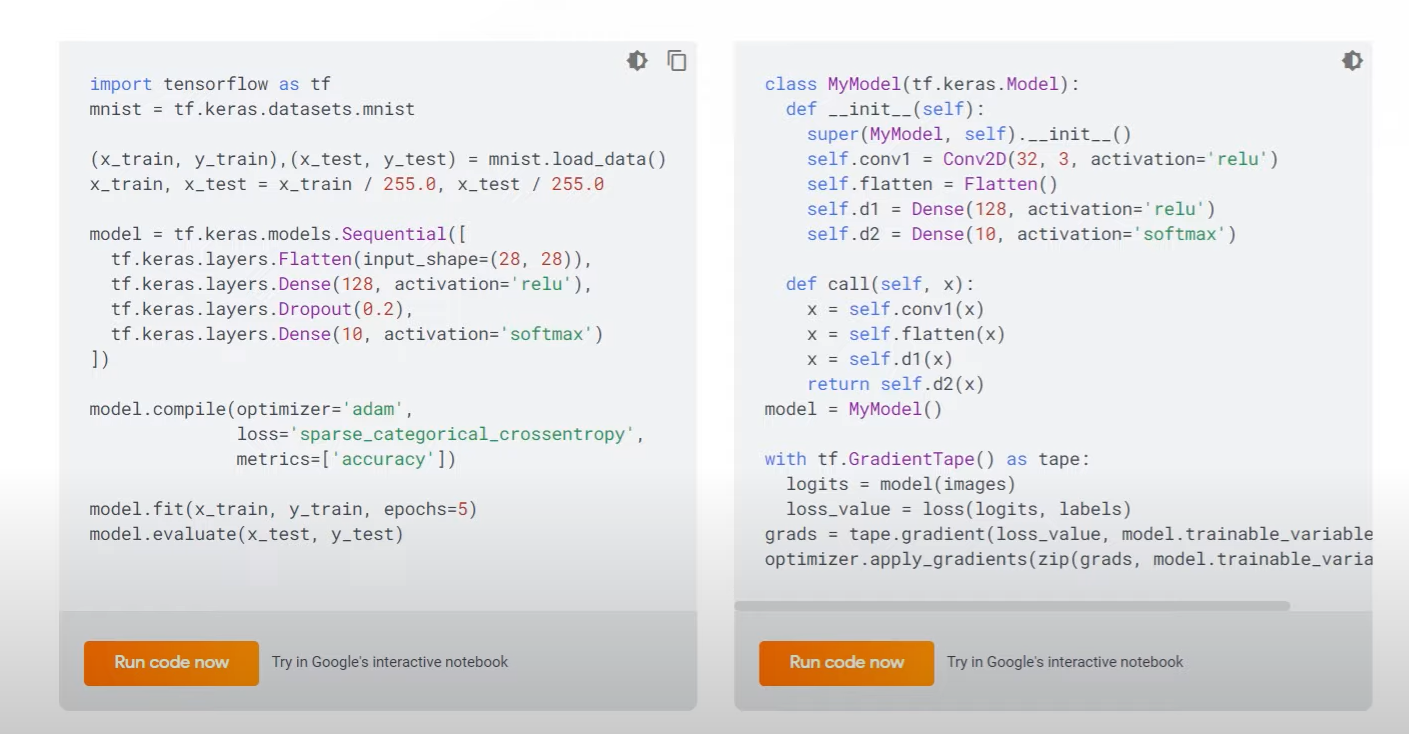 import tensorflow as tf
mnist = tf.keras.datasets.mnist

(x_train, y_train),(x_test, y_test) = mnist.load_data()
x_train, x_test = x_train / 255.0, x_test / 255.0

model = tf.keras.models.Sequential([
  tf.keras.layers.Flatten(input_shape=(28, 28)),
  tf.keras.layers.Dense(128, activation='relu'),
  tf.keras.layers.Dropout(0.2),
  tf.keras.layers.Dense(10, activation='softmax')
])

model.compile(optimizer='adam',
              loss='sparse_categorical_crossentropy',
              metrics=['accuracy'])

model.fit(x_train, y_train, epochs=5)
model.evaluate(x_test, y_test)
Run code now
Try in Google's interactive notebook

class MyModel(tf.keras.Model):
  def __init__(self):
    super(MyModel, self).__init__()
    self.conv1 = Conv2D(32, 3, activation='relu')
    self.flatten = Flatten()
    self.d1 = Dense(128, activation='relu')
    self.d2 = Dense(10, activation='softmax')

  def call(self, x):
    x = self.conv1(x)
    x = self.flatten(x)
    x = self.d1(x)
    return self.d2(x)
model = MyModel()

with tf.GradientTape() as tape:
  logits = model(images)
  loss_value = loss(logits, labels)
grads = tape.gradient(loss_value, model.trainable_variable
optimizer.apply_gradients(zip(grads, model.trainable_varia
Run code now
Try in Google's interactive notebook